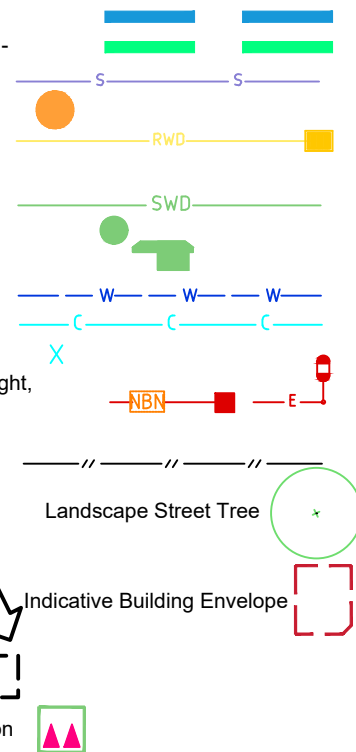 -
S S
RWD
SWD
W W W
C C C
X
ght,
NBN E
// // //
Landscape Street Tree
Indicative Building Envelope
on